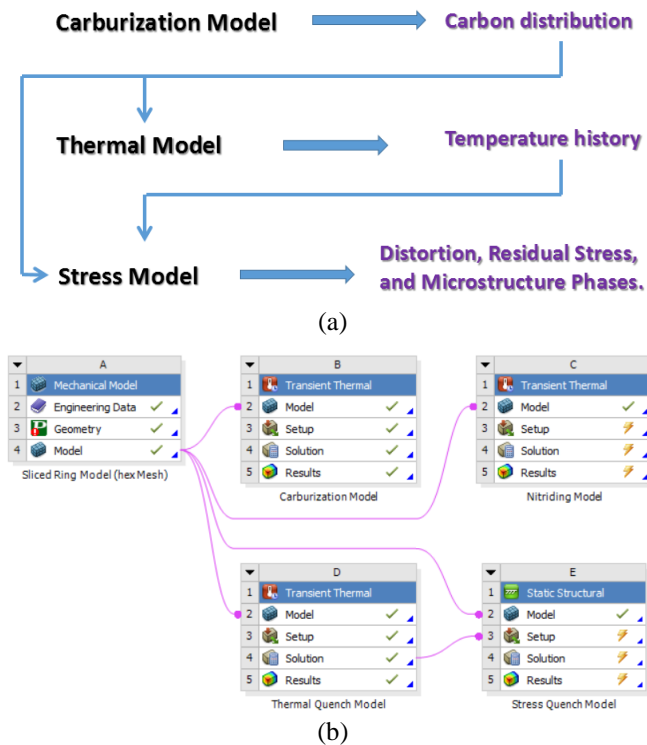 Carburization Model
Carbon distribution
Thermal Model
Temperature history
Stress Model
Distortion, Residual Stress,
and Microstructure Phases.
(a)
A
1 Mechanical Model
2 Engineering Data
3 Geometry
4 Model
Sliced Ring Model (hex Mesh)
B
1 Transient Thermal
2 Model
3 Setup
4 Solution
5 Results
Carburization Model
C
1 Transient Thermal
2 Model
3 Setup
4 Solution
5 Results
Nitriding Model
D
1 Transient Thermal
2 Model
3 Setup
4 Solution
5 Results
Thermal Quench Model
E
1 Static Structural
2 Model
3 Setup
4 Solution
5 Results
Stress Quench Model
(b)